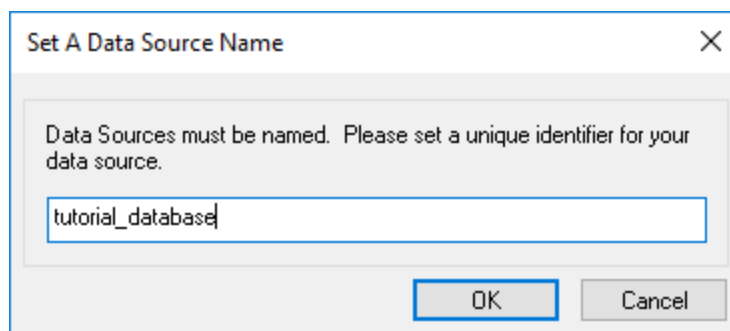 Set A Data Source Name
Data Sources must be named.  Please set a unique identifier for your
data source.
tutorial_database
OK
Cancel